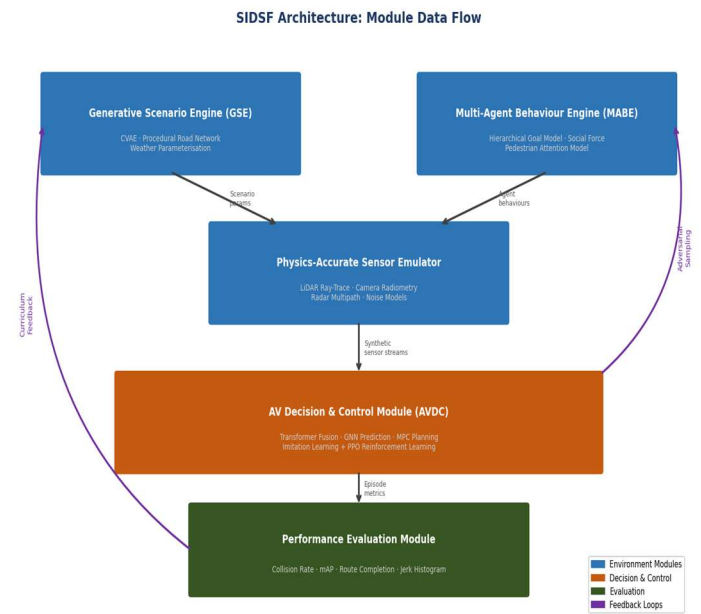 SIDSF Architecture: Module Data Flow
Generative Scenario Engine (GSE)
CVAE · Procedural Road Network
Weather Parameterisation
Multi-Agent Behaviour Engine (MABE)
Hierarchical Goal Model · Social Force
Pedestrian Attention Model
Scenario
params
Agent
behaviours
Physics-Accurate Sensor Emulator
LiDAR Ray-Trace · Camera Radiometry
Radar Multipath · Noise Models
Adversarial
Sampling
Curriculum
Feedback
Synthetic
sensor streams
AV Decision & Control Module (AVDC)
Transformer Fusion · GNN Prediction · MPC Planning
Imitation Learning + PPO Reinforcement Learning
Episode
metrics
Performance Evaluation Module
Collision Rate · mAP · Route Completion · Jerk Histogram
Environment Modules
Decision & Control
Evaluation
Feedback Loops